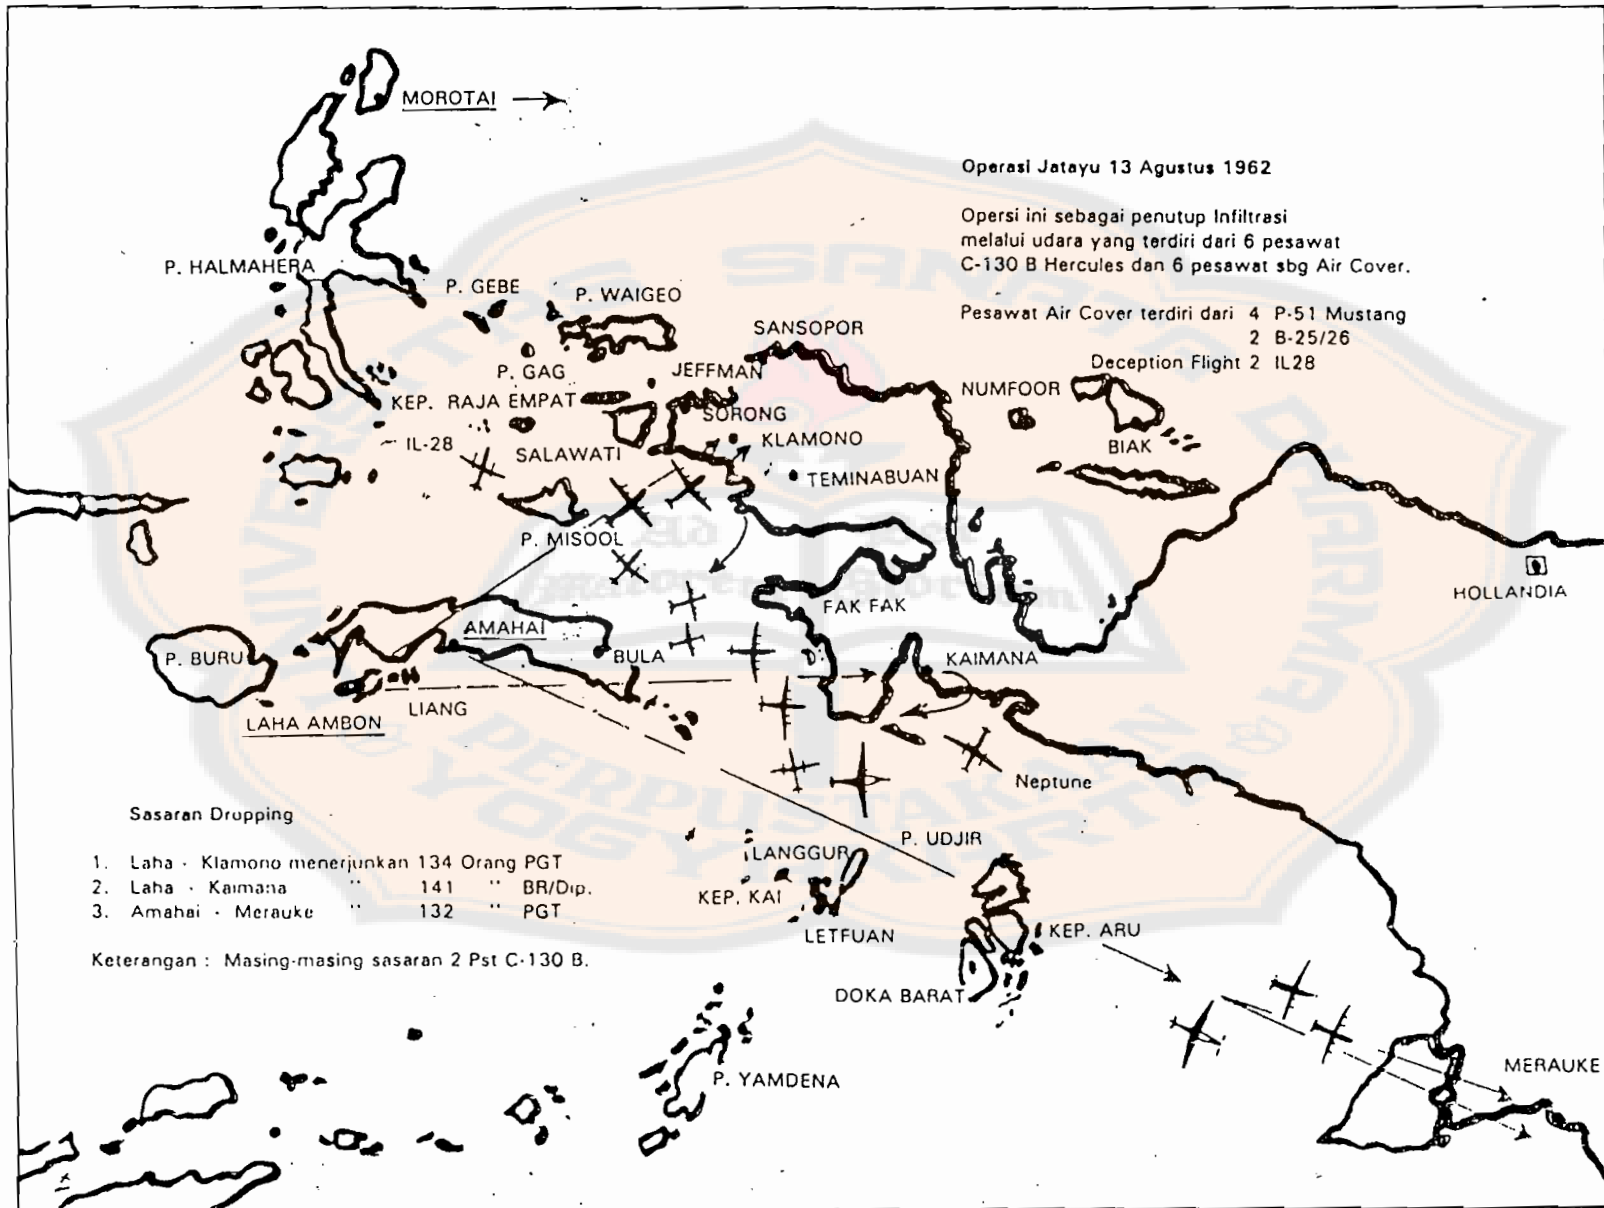 MOROTAI
Operasi Jatayu 13 Agustus 1962
Opersi ini sebagai penutup Infiltrasi
melalui udara yang terdiri dari 6 pesawat
C-130 B Hercules dan 6 pesawat sbg Air Cover.
Pesawat Air Cover terdiri dari 4 P-51 Mustang
2 B-25/26
Deception Flight 2 IL28
P. HALMAHERA
P. GEBE
P. WAIGEO
SANSOPOR
P. GAG
JEFFMAN
NUMFOOR
KEP. RAJA EMPAT
SORONG
BIAK
IL-28
SALAWATI
KLAMONO
TEMINABUAN
P. MISOOL
HOLLANDIA
FAK FAK
AMAHAI
P. BURU
BULA
KAIMANA
LIANG
LAHA AMBON
Neptune
Sasaran Dropping
1. Laha - Klamono menerjunkan 134 Orang PGT
2. Laha - Kaimana " 141 " BR/Dip.
3. Amahai - Merauke " 132 " PGT
Keterangan : Masing-masing sasaran 2 Pst C-130 B.
P. UDJIR
LANGGUR
KEP. KAI
LETFUAN
KEP. ARU
DOKA BARAT
P. YAMDENA
MERAUKE
UNIVERSITAS SANATA DHARMA
PERPUSTAKAAN
YOGYAKARTA